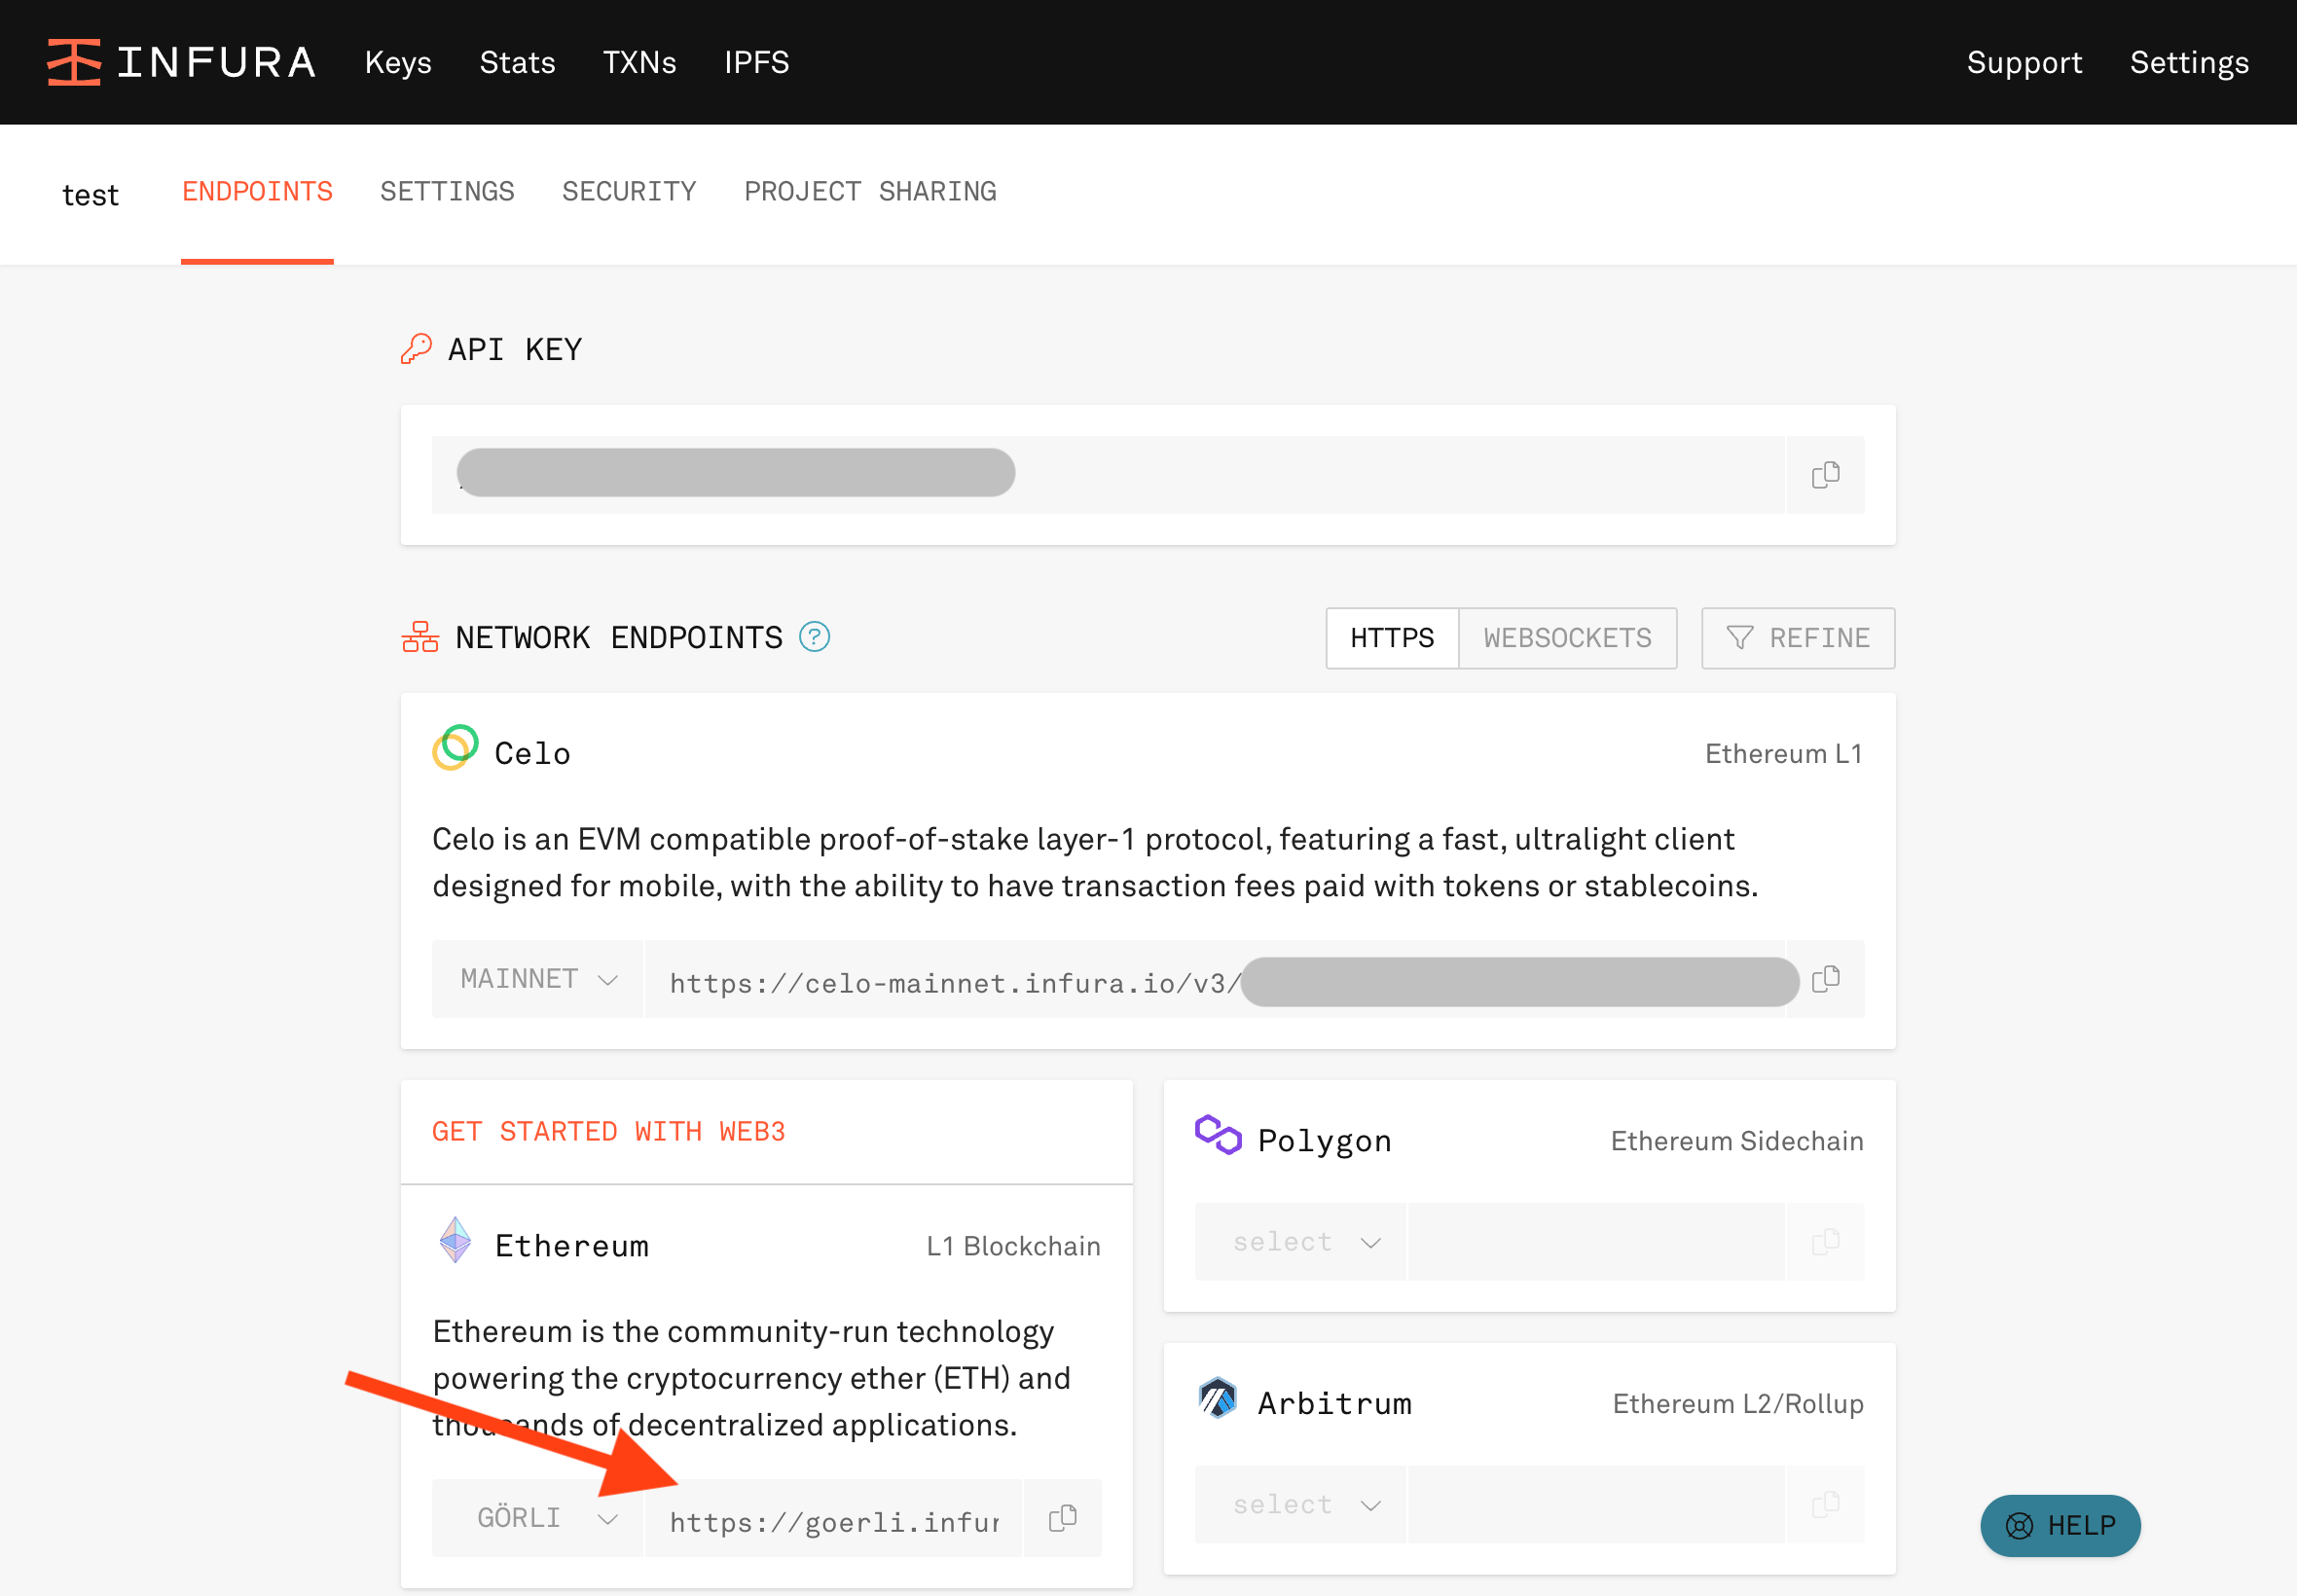 INFURA Keys Stats TXNs IPFS Support Settings
test ENDPOINTS SETTINGS SECURITY PROJECT SHARING
API KEY
NETWORK ENDPOINTS ? HTTPS WEBSOCKETS REFINE
Celo Ethereum L1
Celo is an EVM compatible proof-of-stake layer-1 protocol, featuring a fast, ultralight client
designed for mobile, with the ability to have transaction fees paid with tokens or stablecoins.
MAINNET https://celo-mainnet.infura.io/v3/
GET STARTED WITH WEB3
Ethereum L1 Blockchain
Ethereum is the community-run technology
powering the cryptocurrency ether (ETH) and
thousands of decentralized applications.
GÖRLI https://goerli.infur
Polygon Ethereum Sidechain
select
Arbitrum Ethereum L2/Rollup
select
HELP